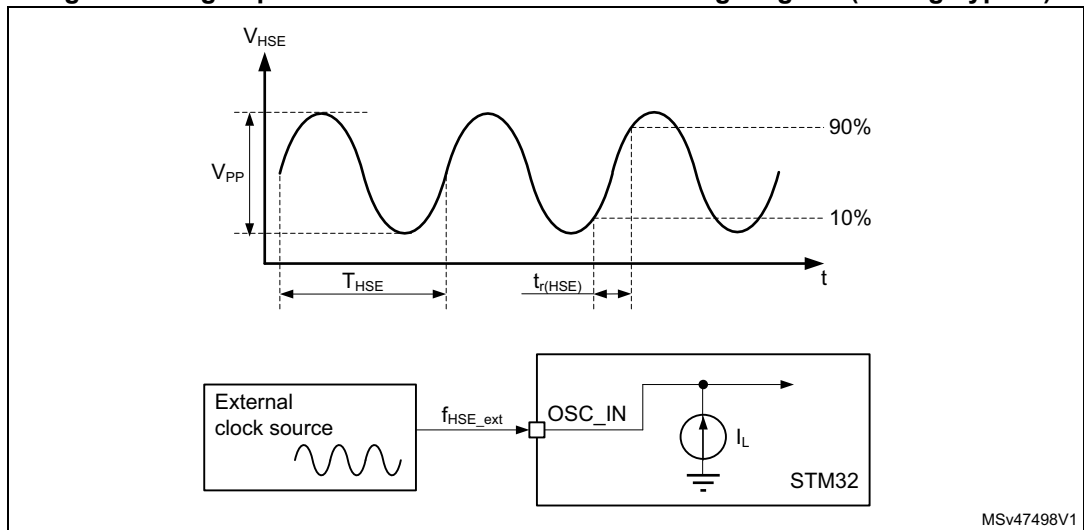 V_HSE
90%
V_PP
10%
T_HSE
t_r(HSE)
t
External
clock source
f_HSE_ext
OSC_IN
I_L
STM32
MSv47498V1